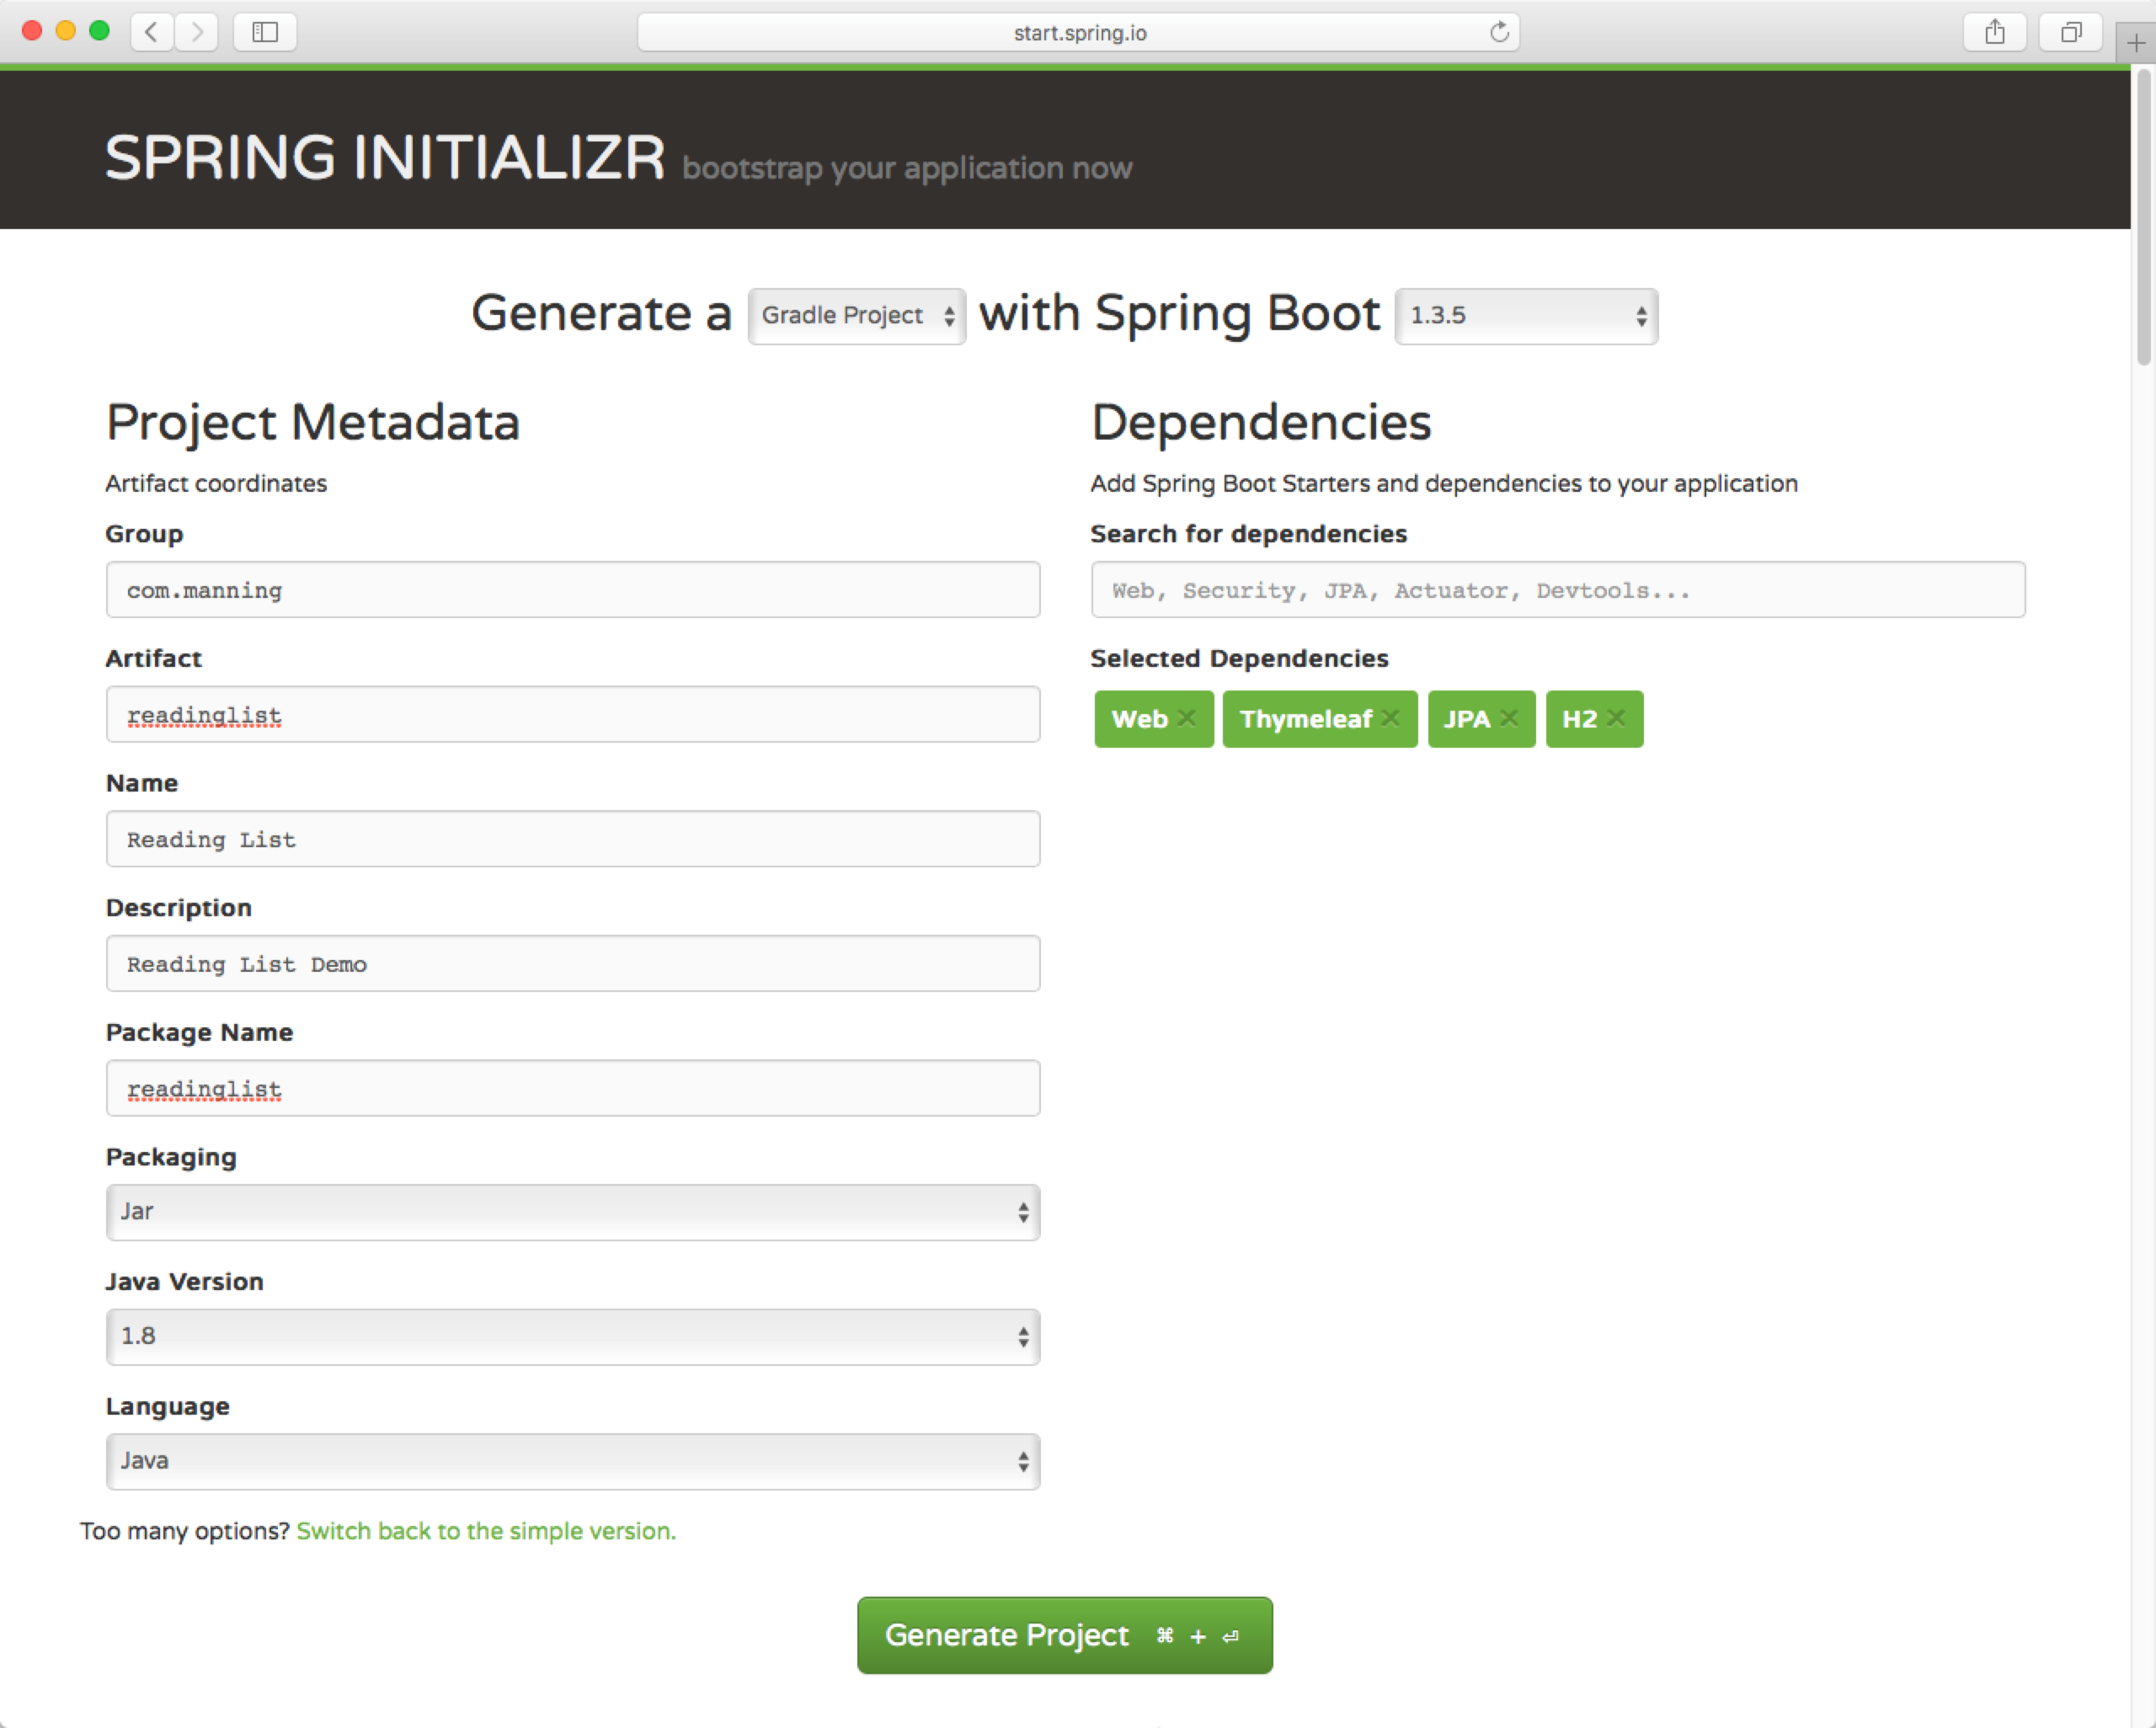 start.spring.io
SPRING INITIALIZR bootstrap your application now
Generate a Gradle Project with Spring Boot 1.3.5
Project Metadata
Artifact coordinates
Group
com.manning
Artifact
readinglist
Name
Reading List
Description
Reading List Demo
Package Name
readinglist
Packaging
Jar
Java Version
1.8
Language
Java
Too many options? Switch back to the simple version.
Dependencies
Add Spring Boot Starters and dependencies to your application
Search for dependencies
Web, Security, JPA, Actuator, Devtools...
Selected Dependencies
Web Thymeleaf JPA H2
Generate Project ⌘ + ⏎